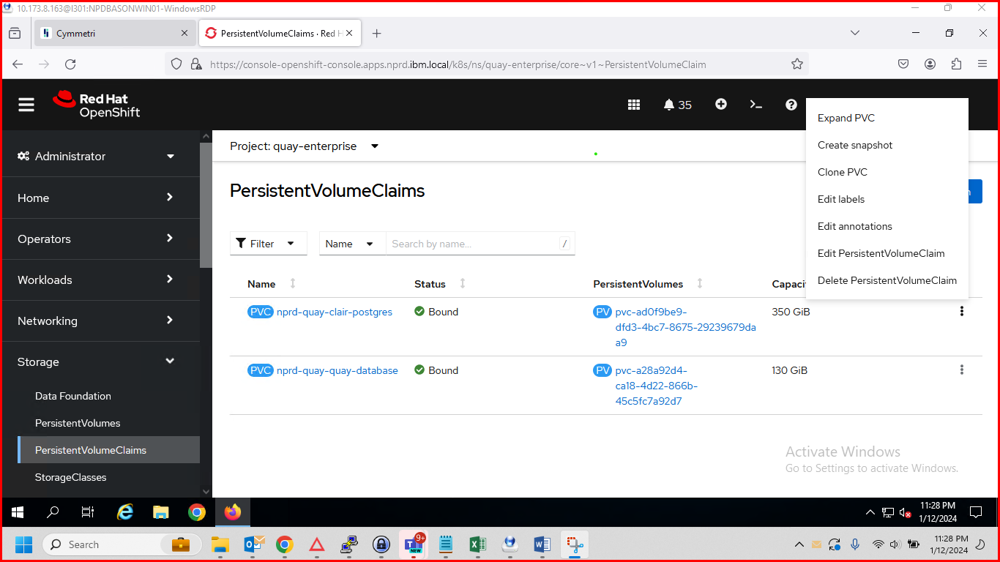 10.173.8.163@I301:NPDBASONWIN01-WindowsRDP
Cymmetri
PersistentVolumeClaims · Red H
https://console-openshift-console.apps.nprd.ibm.local/k8s/ns/quay-enterprise/core~v1~PersistentVolumeClaim
Red Hat
OpenShift
35
Expand PVC
Create snapshot
Clone PVC
Edit labels
Edit annotations
Edit PersistentVolumeClaim
Delete PersistentVolumeClaim
Administrator
Home
Operators
Workloads
Networking
Storage
Data Foundation
PersistentVolumes
PersistentVolumeClaims
StorageClasses
Project: quay-enterprise
PersistentVolumeClaims
Filter
Name
Search by name...
/
Name Status PersistentVolumes Capaci
PVC nprd-quay-clair-postgres Bound PV pvc-ad0f9be9- 350 GiB
dfd3-4bc7-8675-29239679da
a9
PVC nprd-quay-quay-database Bound PV pvc-a28a92d4- 130 GiB
ca18-4d22-866b-
45c5fc7a92d7
Activate Windows
Go to Settings to activate Windows.
11:28 PM
1/12/2024
Search
9+
NEW
11:28 PM
1/12/2024